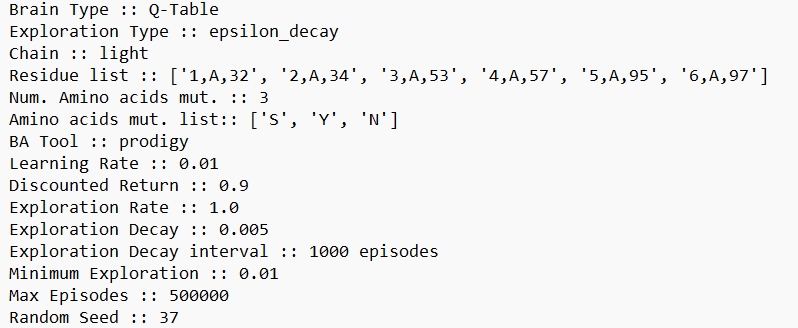 Brain Type :: Q-Table
Exploration Type :: epsilon_decay
Chain :: light
Residue list :: ['1,A,32', '2,A,34', '3,A,53', '4,A,57', '5,A,95', '6,A,97']
Num. Amino acids mut. :: 3
Amino acids mut. list:: ['S', 'Y', 'N']
BA Tool :: prodigy
Learning Rate :: 0.01
Discounted Return :: 0.9
Exploration Rate :: 1.0
Exploration Decay :: 0.005
Exploration Decay interval :: 1000 episodes
Minimum Exploration :: 0.01
Max Episodes :: 500000
Random Seed :: 37